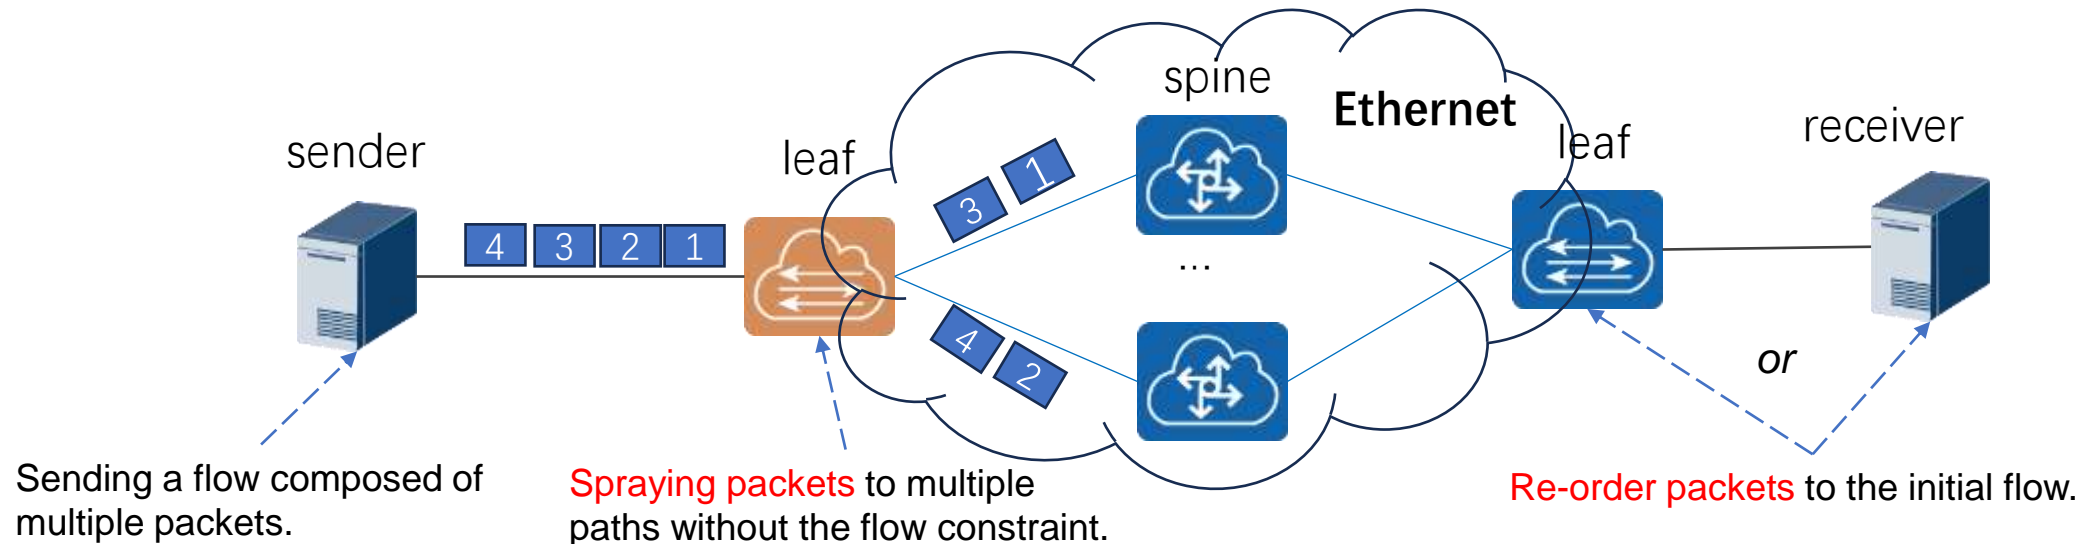 spine
Ethernet
sender
leaf
leaf
receiver
4 3 2 1
3 1
...
4 2
or
Sending a flow composed of
multiple packets.
Spraying packets to multiple
paths without the flow constraint.
Re-order packets to the initial flow.